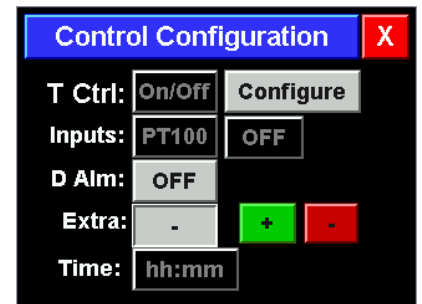 Control Configuration X
T Ctrl: On/Off Configure
Inputs: PT100 OFF
D Alm: OFF
Extra: - + -
Time: hh:mm